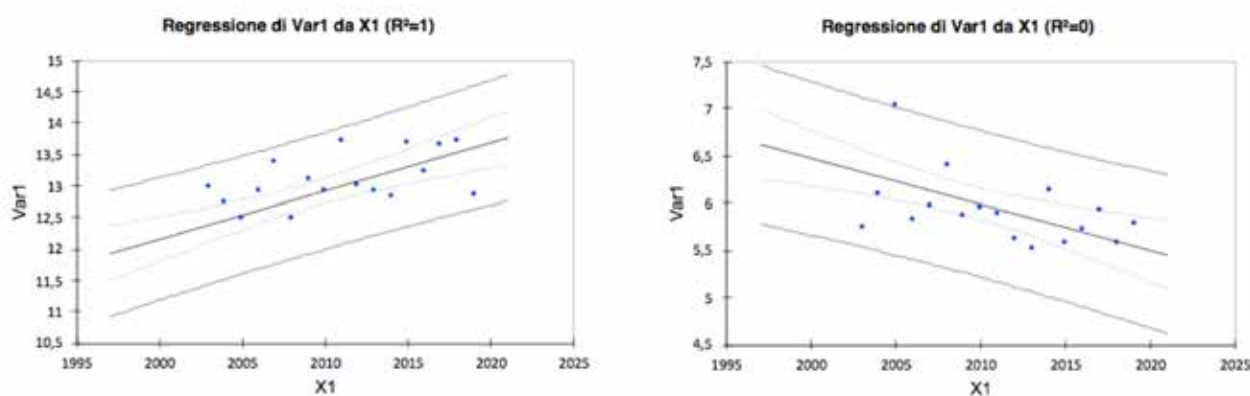 Regressione di Var1 da X1 (R²=1)
15
14,5
14
13,5
13
12,5
12
11,5
11
10,5
Var1
1995 2000 2005 2010 2015 2020 2025
X1
Regressione di Var1 da X1 (R²=0)
7,5
7
6,5
6
5,5
5
4,5
Var1
1995 2000 2005 2010 2015 2020 2025
X1